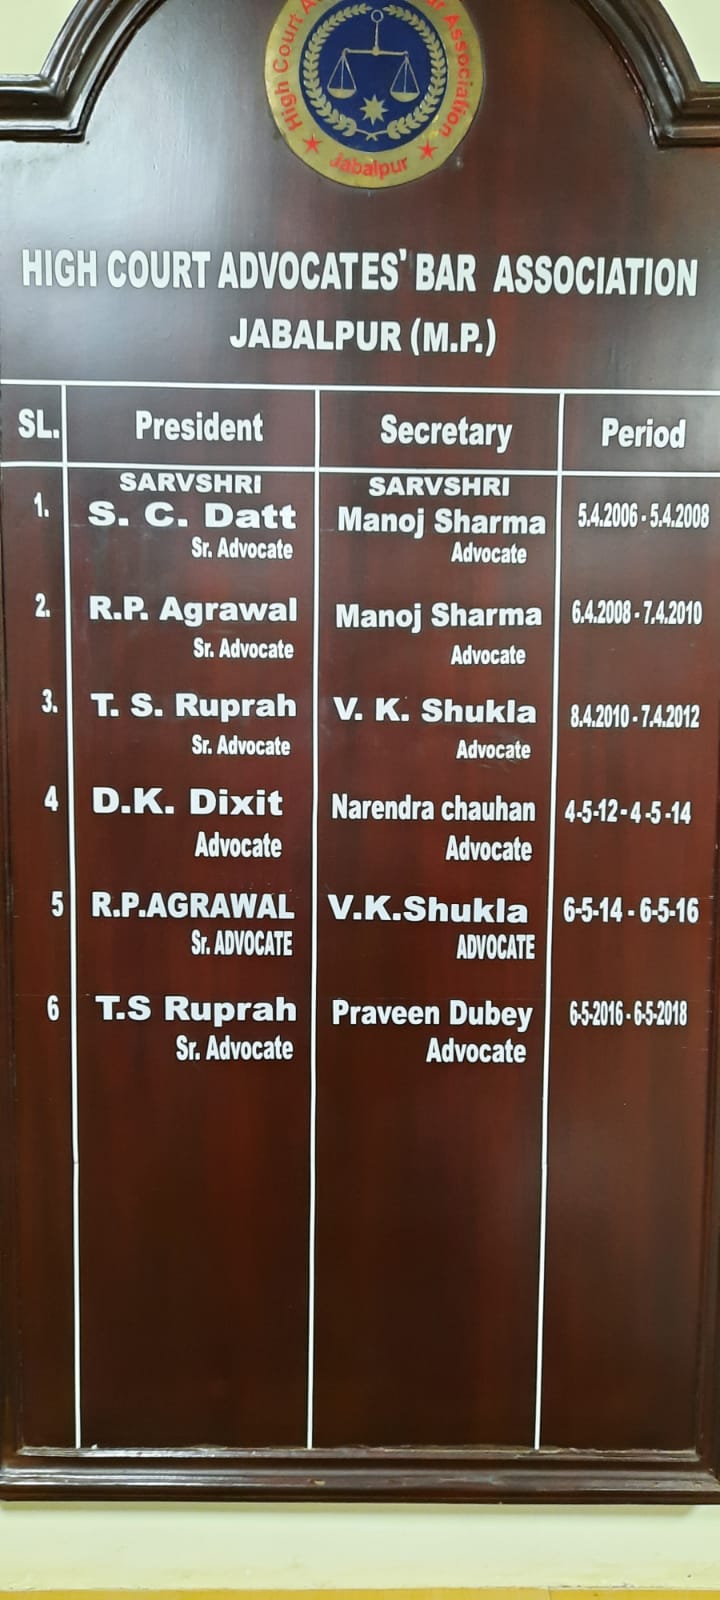 High Court A ar Association
Jabalpur
HIGH COURT ADVOCATES' BAR ASSOCIATION
JABALPUR (M.P.)
SL. President Secretary Period
SARVSHRI SARVSHRI
1. S. C. Datt Manoj Sharma 5.4.2006 - 5.4.2008
Sr. Advocate Advocate
2. R.P. Agrawal Manoj Sharma 6.4.2008 - 7.4.2010
Sr. Advocate Advocate
3. T. S. Ruprah V. K. Shukla 8.4.2010 - 7.4.2012
Sr. Advocate Advocate
4 D.K. Dixit Narendra chauhan 4-5-12 - 4 -5 -14
Advocate Advocate
5 R.P.AGRAWAL V.K.Shukla 6-5-14 - 6-5-16
Sr. ADVOCATE ADVOCATE
6 T.S Ruprah Praveen Dubey 6-5-2016 - 6-5-2018
Sr. Advocate Advocate